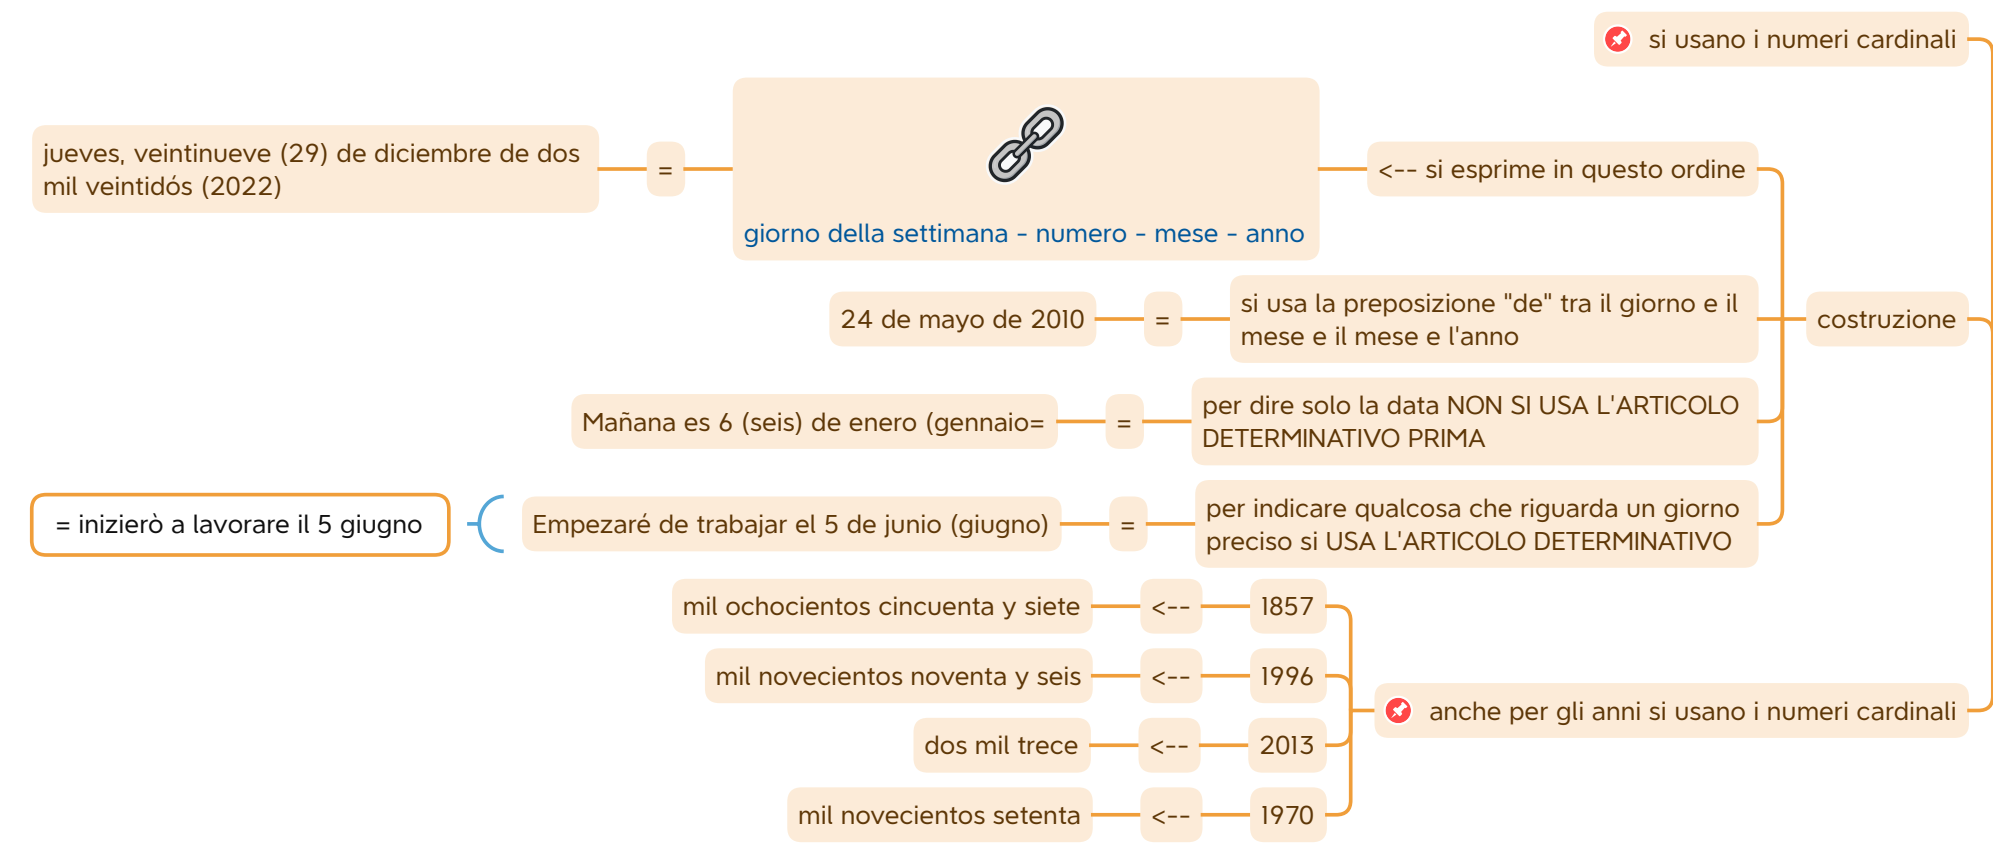 si usano i numeri cardinali
costruzione
<-- si esprime in questo ordine
giorno della settimana - numero - mese - anno
=
jueves, veintinueve (29) de diciembre de dos
mil veintidós (2022)
si usa la preposizione "de" tra il giorno e il
mese e il mese e l'anno
=
24 de mayo de 2010
per dire solo la data NON SI USA L'ARTICOLO
DETERMINATIVO PRIMA
=
Mañana es 6 (seis) de enero (gennaio=
per indicare qualcosa che riguarda un giorno
preciso si USA L'ARTICOLO DETERMINATIVO
=
Empezaré de trabajar el 5 de junio (giugno)
= inizierò a lavorare il 5 giugno
anche per gli anni si usano i numeri cardinali
1857
<--
mil ochocientos cincuenta y siete
1996
<--
mil novecientos noventa y seis
2013
<--
dos mil trece
1970
<--
mil novecientos setenta